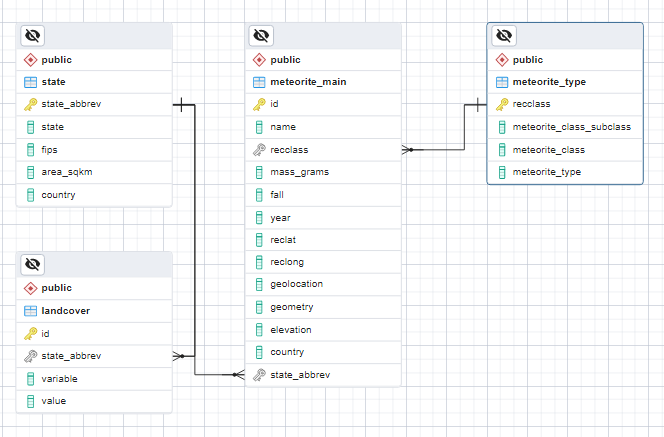 public
state
state_abbrev
state
fips
area_sqkm
country
public
landcover
id
state_abbrev
variable
value
public
meteorite_main
id
name
recclass
mass_grams
fall
year
reclat
reclong
geolocation
geometry
elevation
country
state_abbrev
public
meteorite_type
recclass
meteorite_class_subclass
meteorite_class
meteorite_type